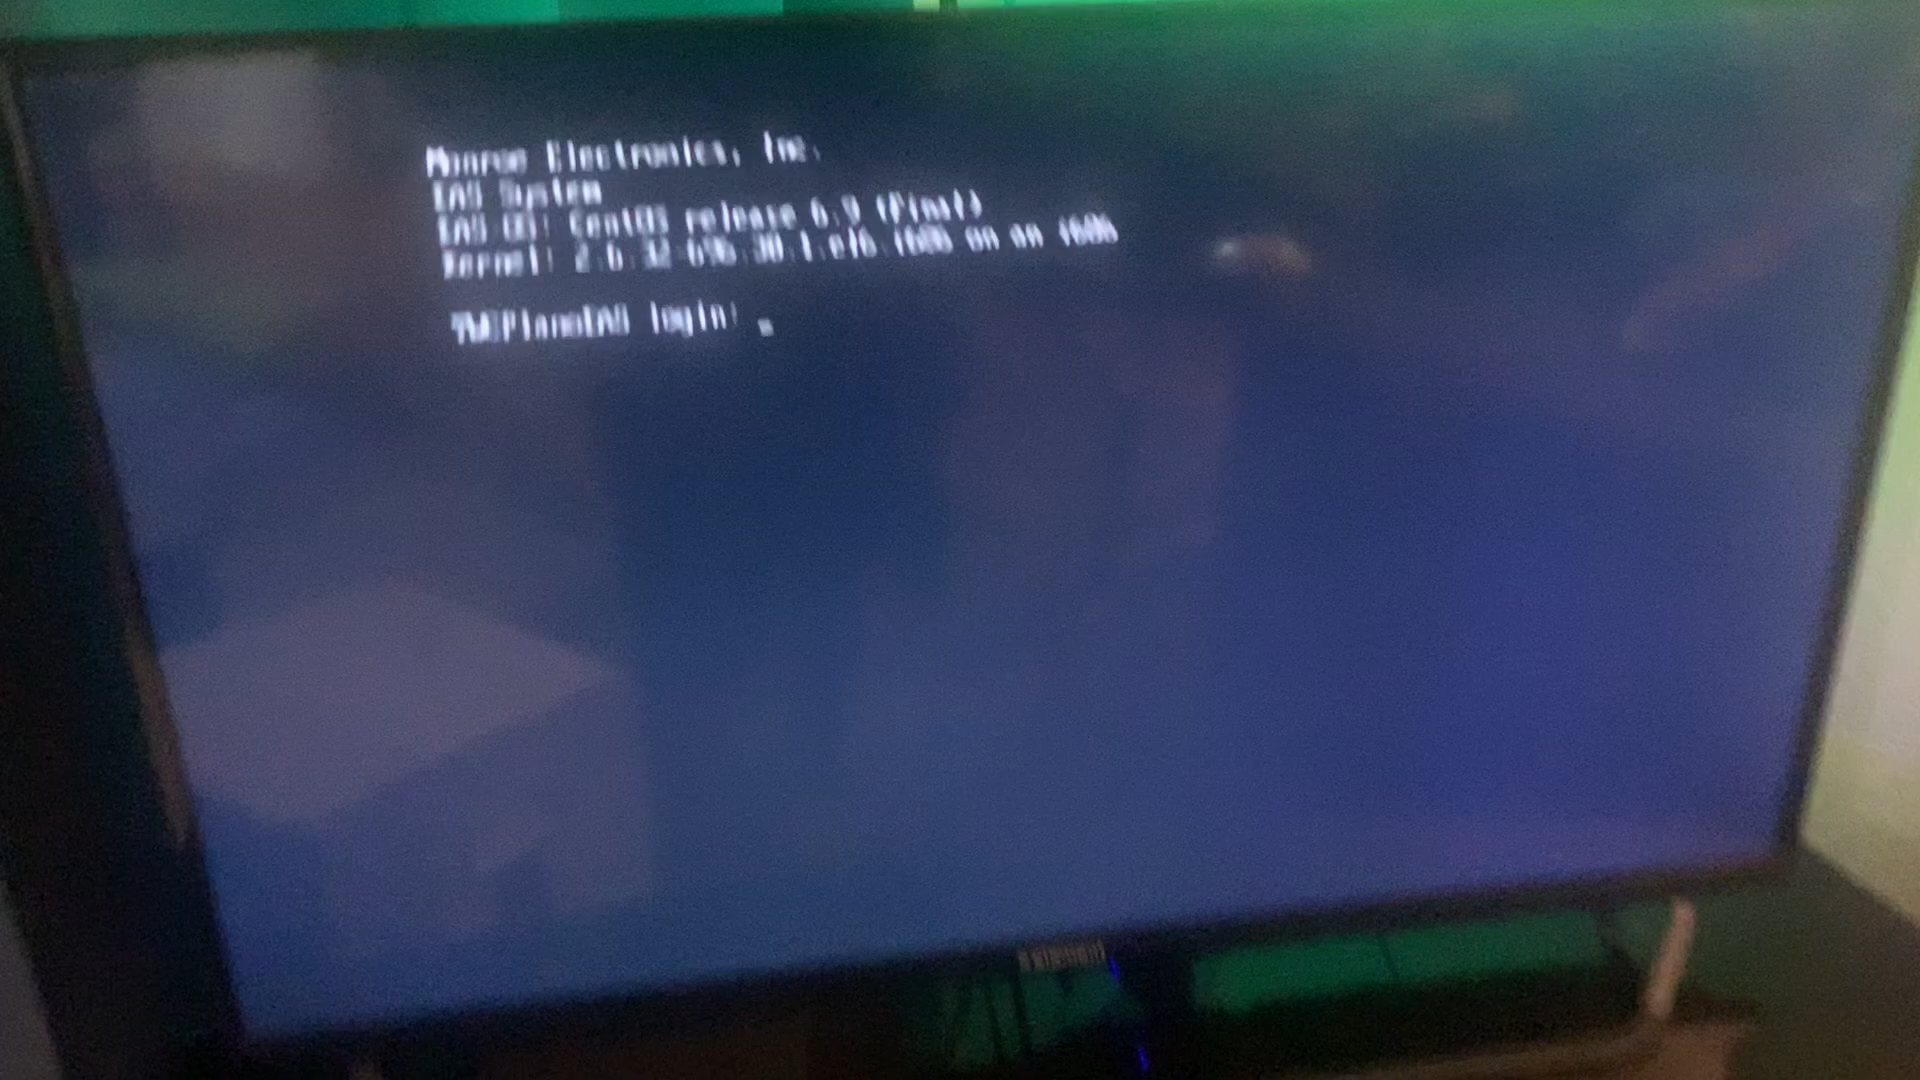 Monroe Electronics, Inc.
EAS System
EAS OS: CentOS release 6.9 (Final)
Kernel: 2.6.32-696.30.1.el6.i686 on an i686
TWCPlanoEAS login: _